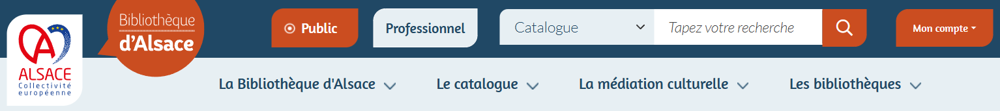 ALSACE
Collectivité
européenne
Bibliothèque
d'Alsace
Public
Professionnel
Catalogue
Tapez votre recherche
Mon compte
La Bibliothèque d'Alsace
Le catalogue
La médiation culturelle
Les bibliothèques